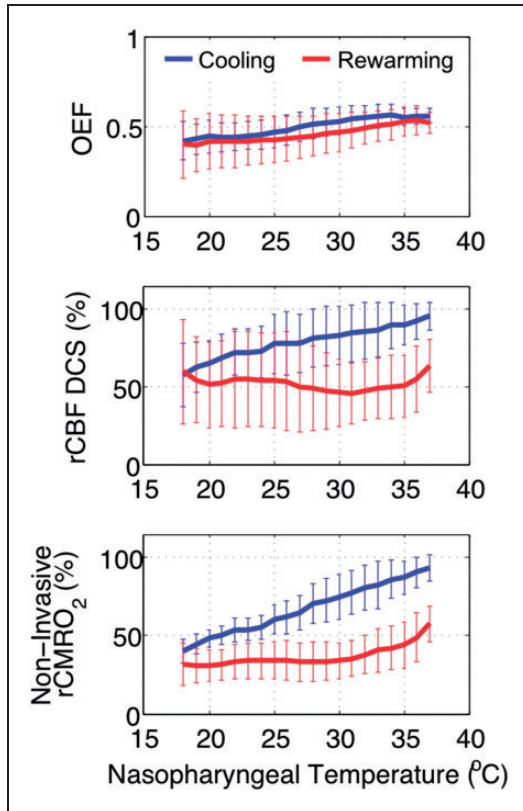 Cooling Rewarming
OEF
1
0.5
0
15 20 25 30 35 40
rCBF DCS (%)
100
50
0
15 20 25 30 35 40
Non-Invasive
rCMRO2 (%)
100
50
0
15 20 25 30 35 40
Nasopharyngeal Temperature (°C)